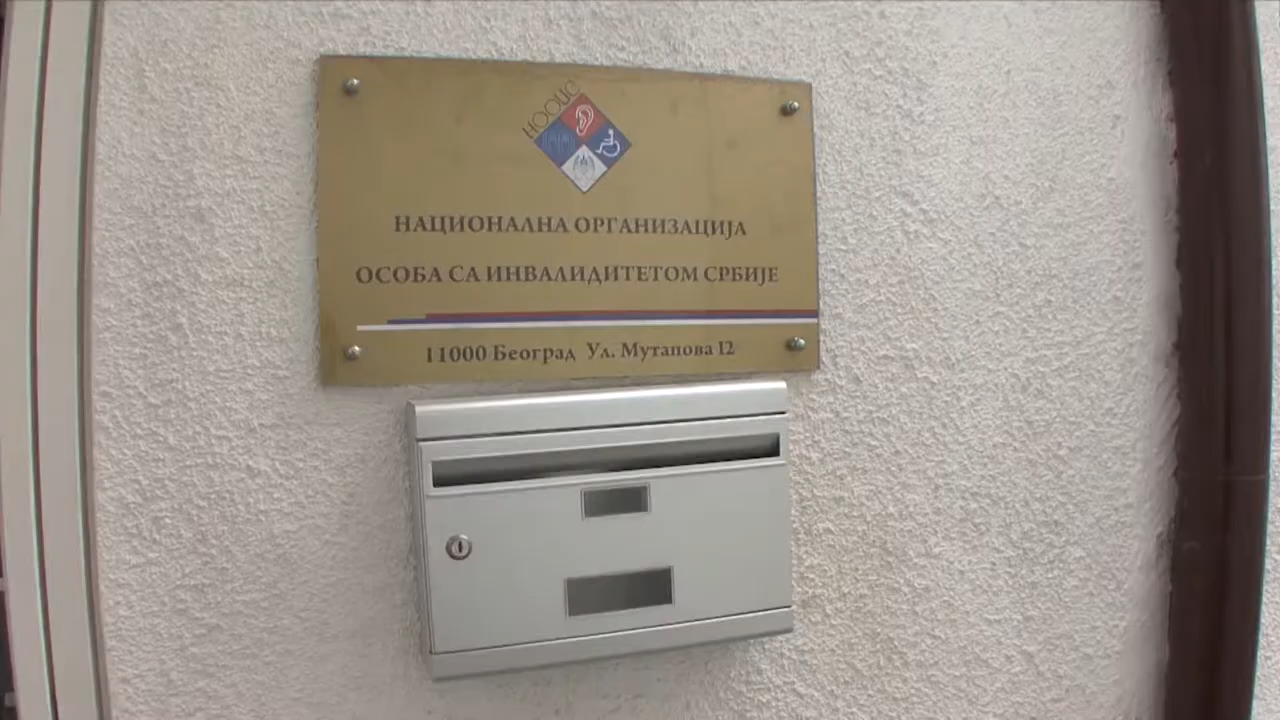 НООИС
НАЦИОНАЛНА ОРГАНИЗАЦИЈА
ОСОБА СА ИНВАЛИДИТЕТОМ СРБИЈЕ
11000 Београд Ул. Мутапова 12